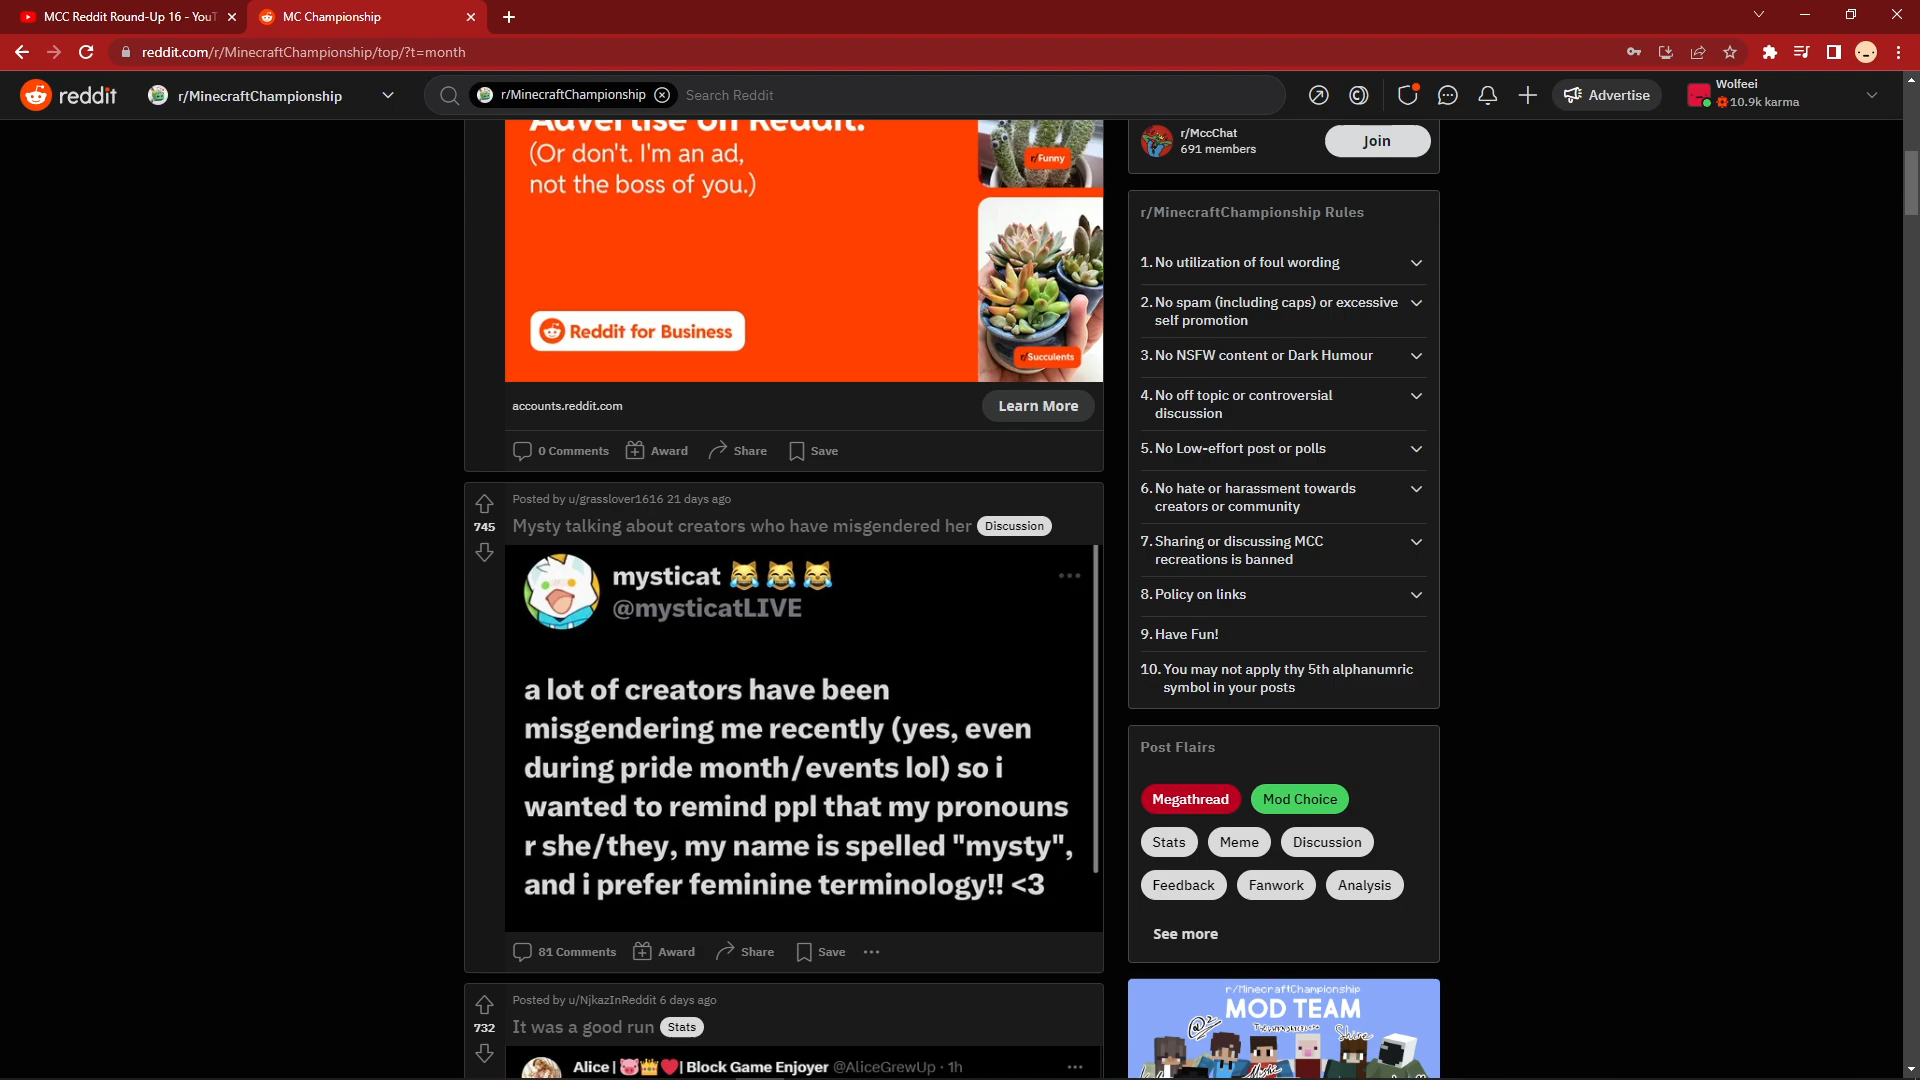 MCC Reddit Round-Up 16 - YouT
MC Championship
reddit.com/r/MinecraftChampionship/top/?t=month
reddit
r/MinecraftChampionship
r/MinecraftChampionship
Search Reddit
Advertise
Wolfeei
10.9k karma
Advertise on Reddit.
(Or don't. I'm an ad,
not the boss of you.)
r/Funny
Reddit for Business
r/Succulents
accounts.reddit.com
Learn More
0 Comments Award Share Save
Posted by u/grasslover1616 21 days ago
745
Mysty talking about creators who have misgendered her Discussion
mysticat 😹 😹 😹
@mysticatLIVE
a lot of creators have been
misgendering me recently (yes, even
during pride month/events lol) so i
wanted to remind ppl that my pronouns
r she/they, my name is spelled "mysty",
and i prefer feminine terminology!! <3
81 Comments Award Share Save
Posted by u/NjkazInReddit 6 days ago
732
It was a good run Stats
Alice | 🐷👑❤️| Block Game Enjoyer @AliceGrewUp · 1h
r/MccChat
691 members
Join
r/MinecraftChampionship Rules
1. No utilization of foul wording
2. No spam (including caps) or excessive
self promotion
3. No NSFW content or Dark Humour
4. No off topic or controversial
discussion
5. No Low-effort post or polls
6. No hate or harassment towards
creators or community
7. Sharing or discussing MCC
recreations is banned
8. Policy on links
9. Have Fun!
10. You may not apply thy 5th alphanumric
symbol in your posts
Post Flairs
Megathread Mod Choice
Stats Meme Discussion
Feedback Fanwork Analysis
See more
r/MinecraftChampionship
MOD TEAM